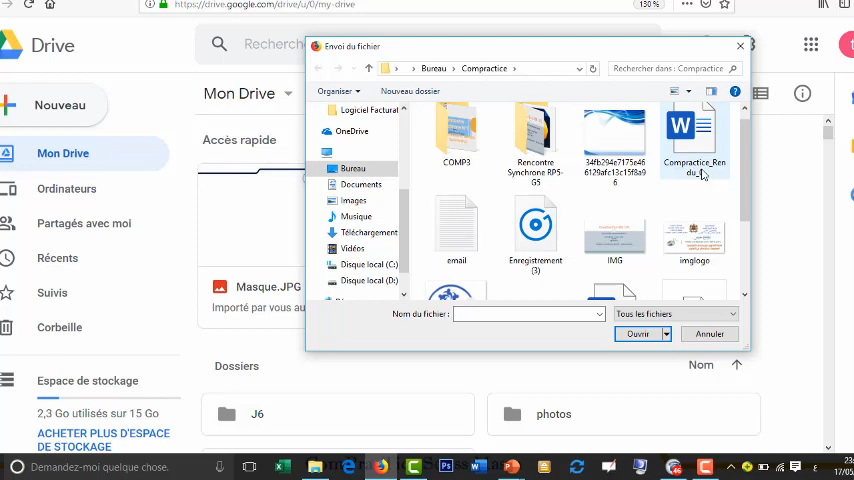 https://drive.google.com/drive/u/0/my-drive
130 %
Drive
Recherche
Envoi du fichier
Bureau
Compractice
Rechercher dans : Compractice
Organiser
Nouveau dossier
Nouveau
Mon Drive
Accès rapide
Mon Drive
Ordinateurs
Partagés avec moi
Récents
Suivis
Corbeille
Espace de stockage
2,3 Go utilisés sur 15 Go
ACHETER PLUS D'ESPACE
DE STOCKAGE
Masque.JPG
Importé par vous
Logiciel Facturat
OneDrive
Bureau
Documents
Images
Musique
Téléchargement
Vidéos
Disque local (C:)
Disque local (D:)
COMP3
Rencontre
Synchrone RP5-
G5
34fb294e7175e46
6129afc13c15f8a9
6
Compractice_Ren
du_
email
Enregistrement
(3)
IMG
imglogo
Nom du fichier :
Tous les fichiers
Ouvrir
Annuler
Dossiers
Nom
J6
photos
Demandez-moi quelque chose.
46
23:
17/05